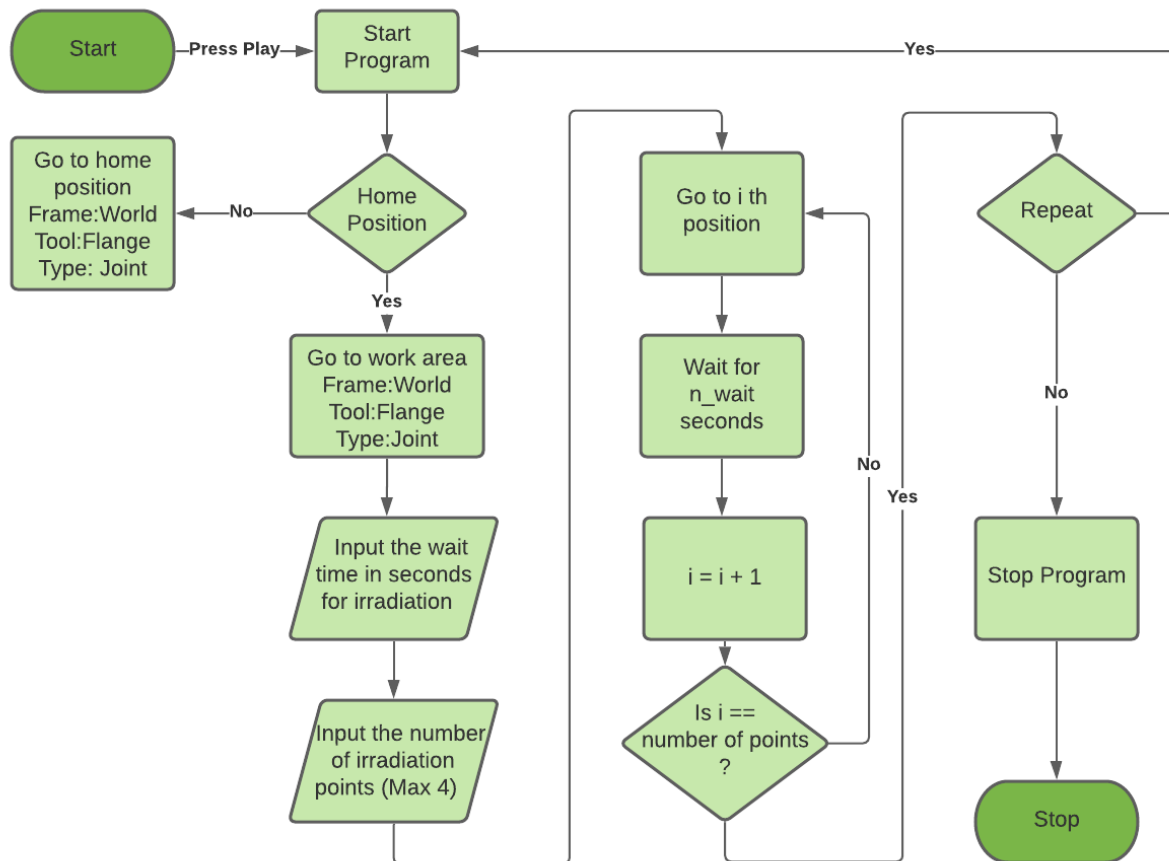 Start
Press Play
Start
Program
Yes
Go to home
position
Frame:World
Tool:Flange
Type: Joint
No
Home
Position
Yes
Go to work area
Frame:World
Tool:Flange
Type:Joint
Input the wait
time in seconds
for irradiation
Input the number
of irradiation
points (Max 4)
Go to i th
position
Wait for
n_wait
seconds
i = i + 1
Is i ==
number of points
?
No
Yes
Repeat
No
Stop Program
Stop